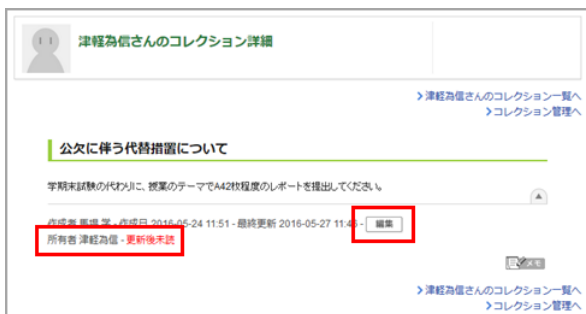 津軽為信さんのコレクション詳細
>津軽為信さんのコレクション一覧へ
>コレクション管理へ
公欠に伴う代替措置について
学期末試験の代わりに、授業のテーマでA42枚程度のレポートを提出してください。
作成者 馬場 学 - 作成日 2016-05-24 11:51 - 最終更新 2016-05-27 11:46 - 編集
所有者 津軽為信 - 更新後未読
メモ
>津軽為信さんのコレクション一覧へ
>コレクション管理へ